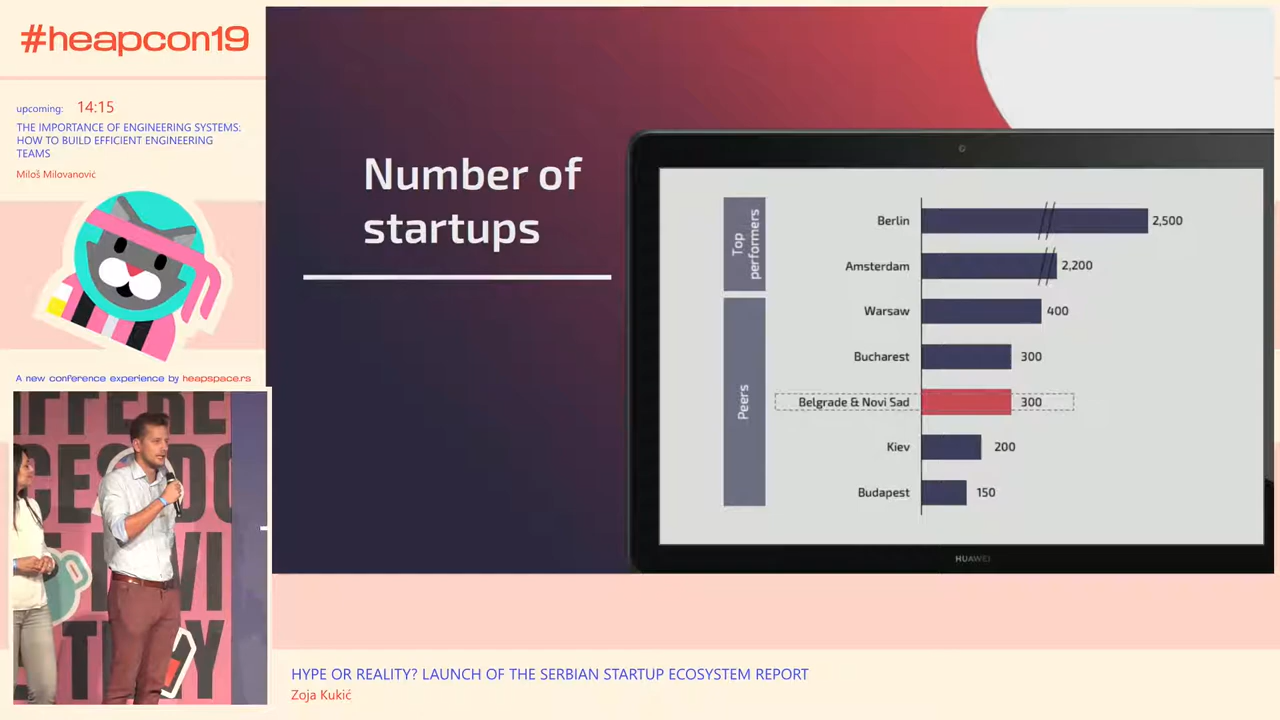 #heapcon19
upcoming: 14:15
THE IMPORTANCE OF ENGINEERING SYSTEMS:
HOW TO BUILD EFFICIENT ENGINEERING
TEAMS
Miloš Milovanović
A new conference experience by heapspace.rs
Number of
startups
Top
performers
Berlin 2,500
Amsterdam 2,200
Peers
Warsaw 400
Bucharest 300
Belgrade & Novi Sad 300
Kiev 200
Budapest 150
HUAWEI
HYPE OR REALITY? LAUNCH OF THE SERBIAN STARTUP ECOSYSTEM REPORT
Zoja Kukić